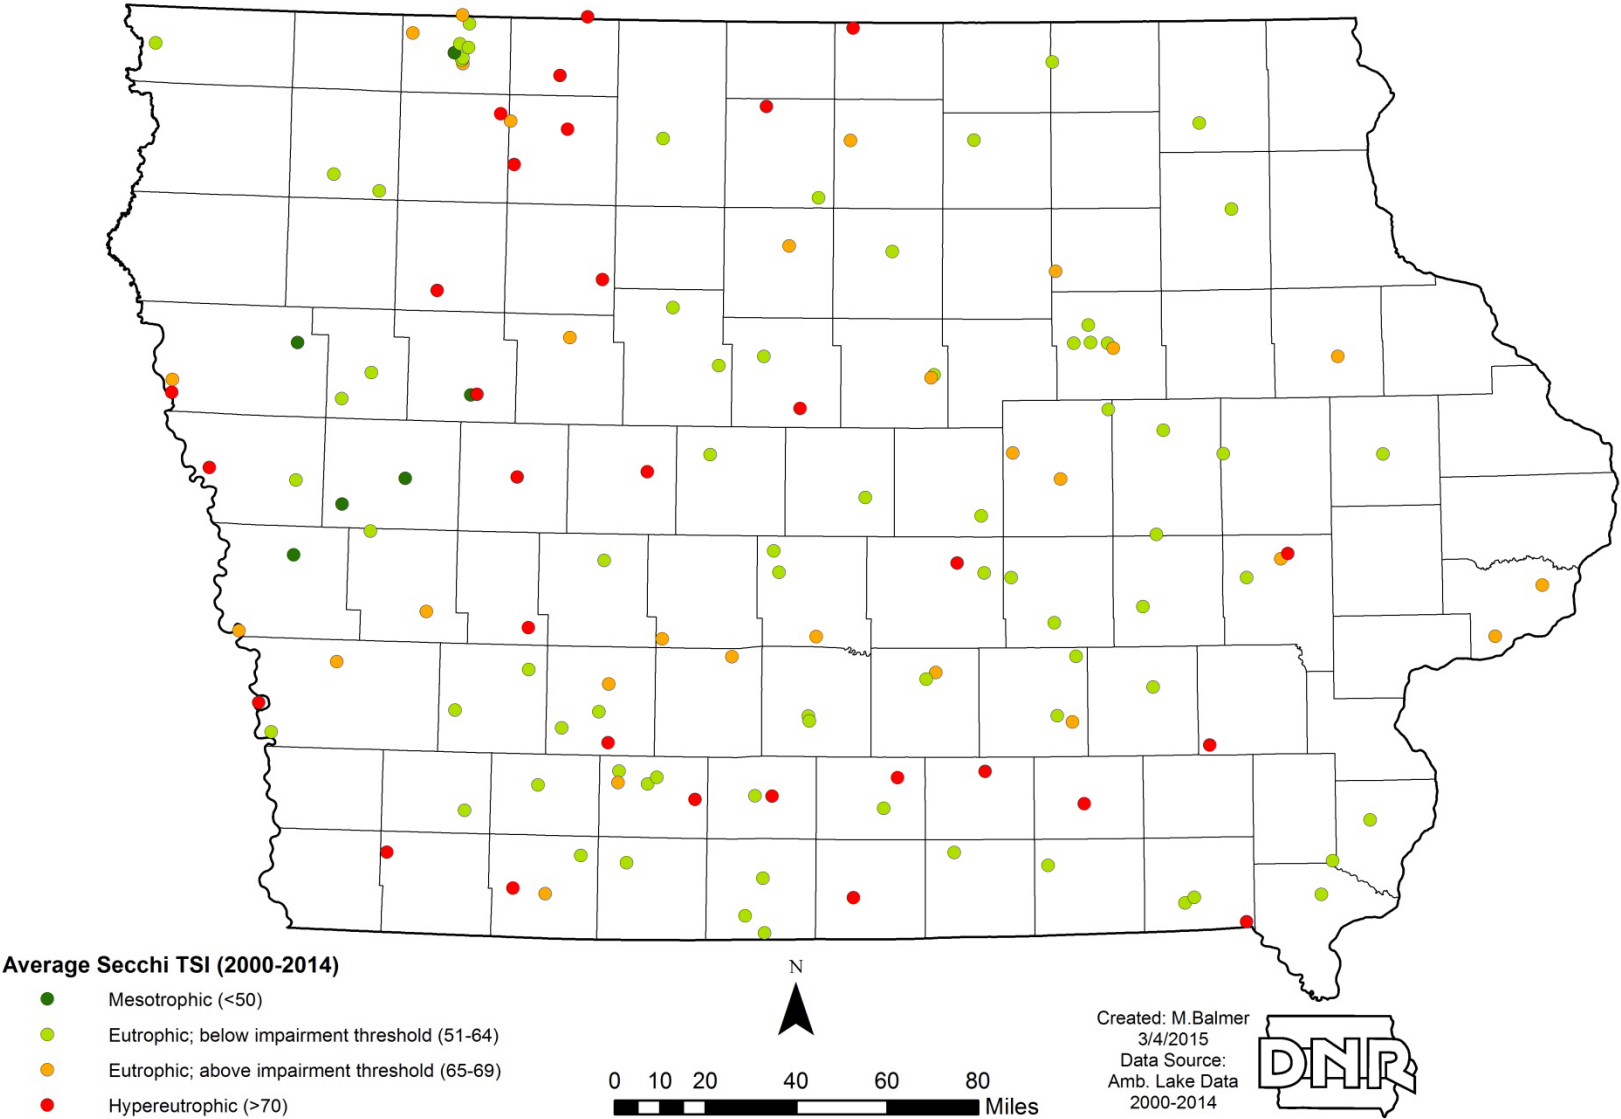 Average Secchi TSI (2000-2014)
Mesotrophic (<50)
Eutrophic; below impairment threshold (51-64)
Eutrophic; above impairment threshold (65-69)
Hypereutrophic (>70)
N
0 10 20 40 60 80
Miles
Created: M.Balmer
3/4/2015
Data Source:
Amb. Lake Data
2000-2014
DNR